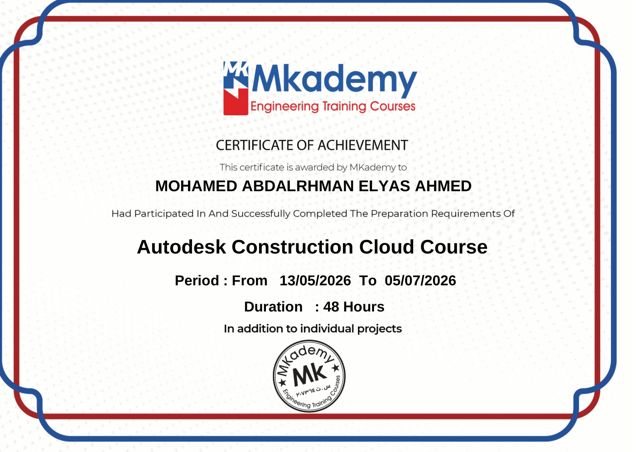 MK Mkademy
Engineering Training Courses
CERTIFICATE OF ACHIEVEMENT
This certificate is awarded by MKademy to
MOHAMED ABDALRHMAN ELYAS AHMED
Had Participated In And Successfully Completed The Preparation Requirements Of
Autodesk Construction Cloud Course
Period : From 13/05/2026 To 05/07/2026
Duration : 48 Hours
In addition to individual projects
MKademy
Mk
Engineering Training Courses